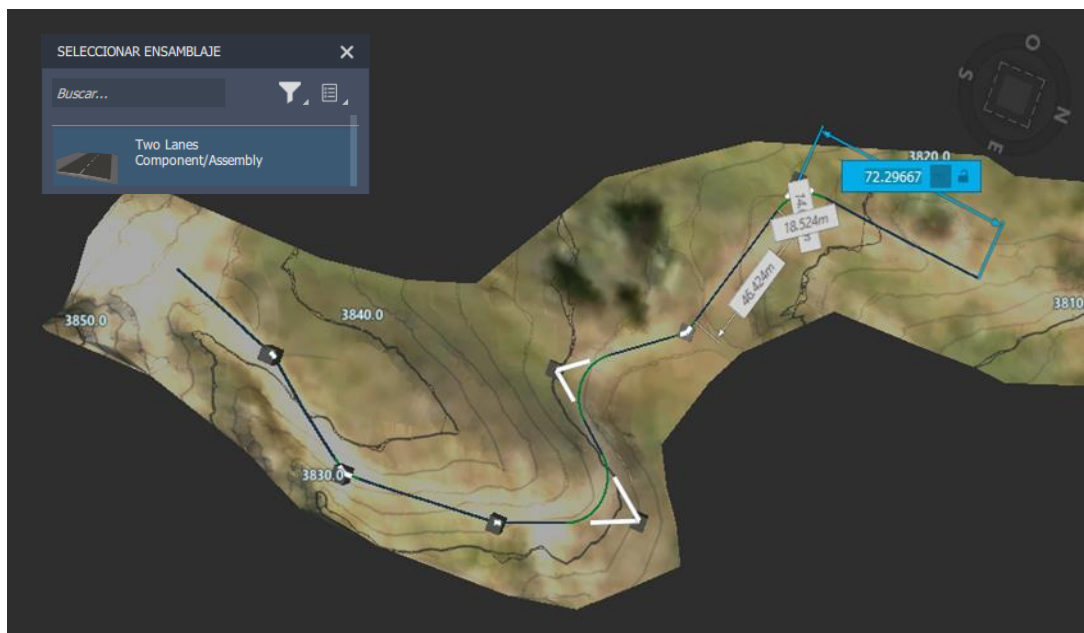 SELECCIONAR ENSAMBLAJE
Buscar...
Two Lanes
Component/Assembly
O
S
N
E
3820.0
72.29667
18.524m
46.424m
3810
3850.0
3840.0
3830.0